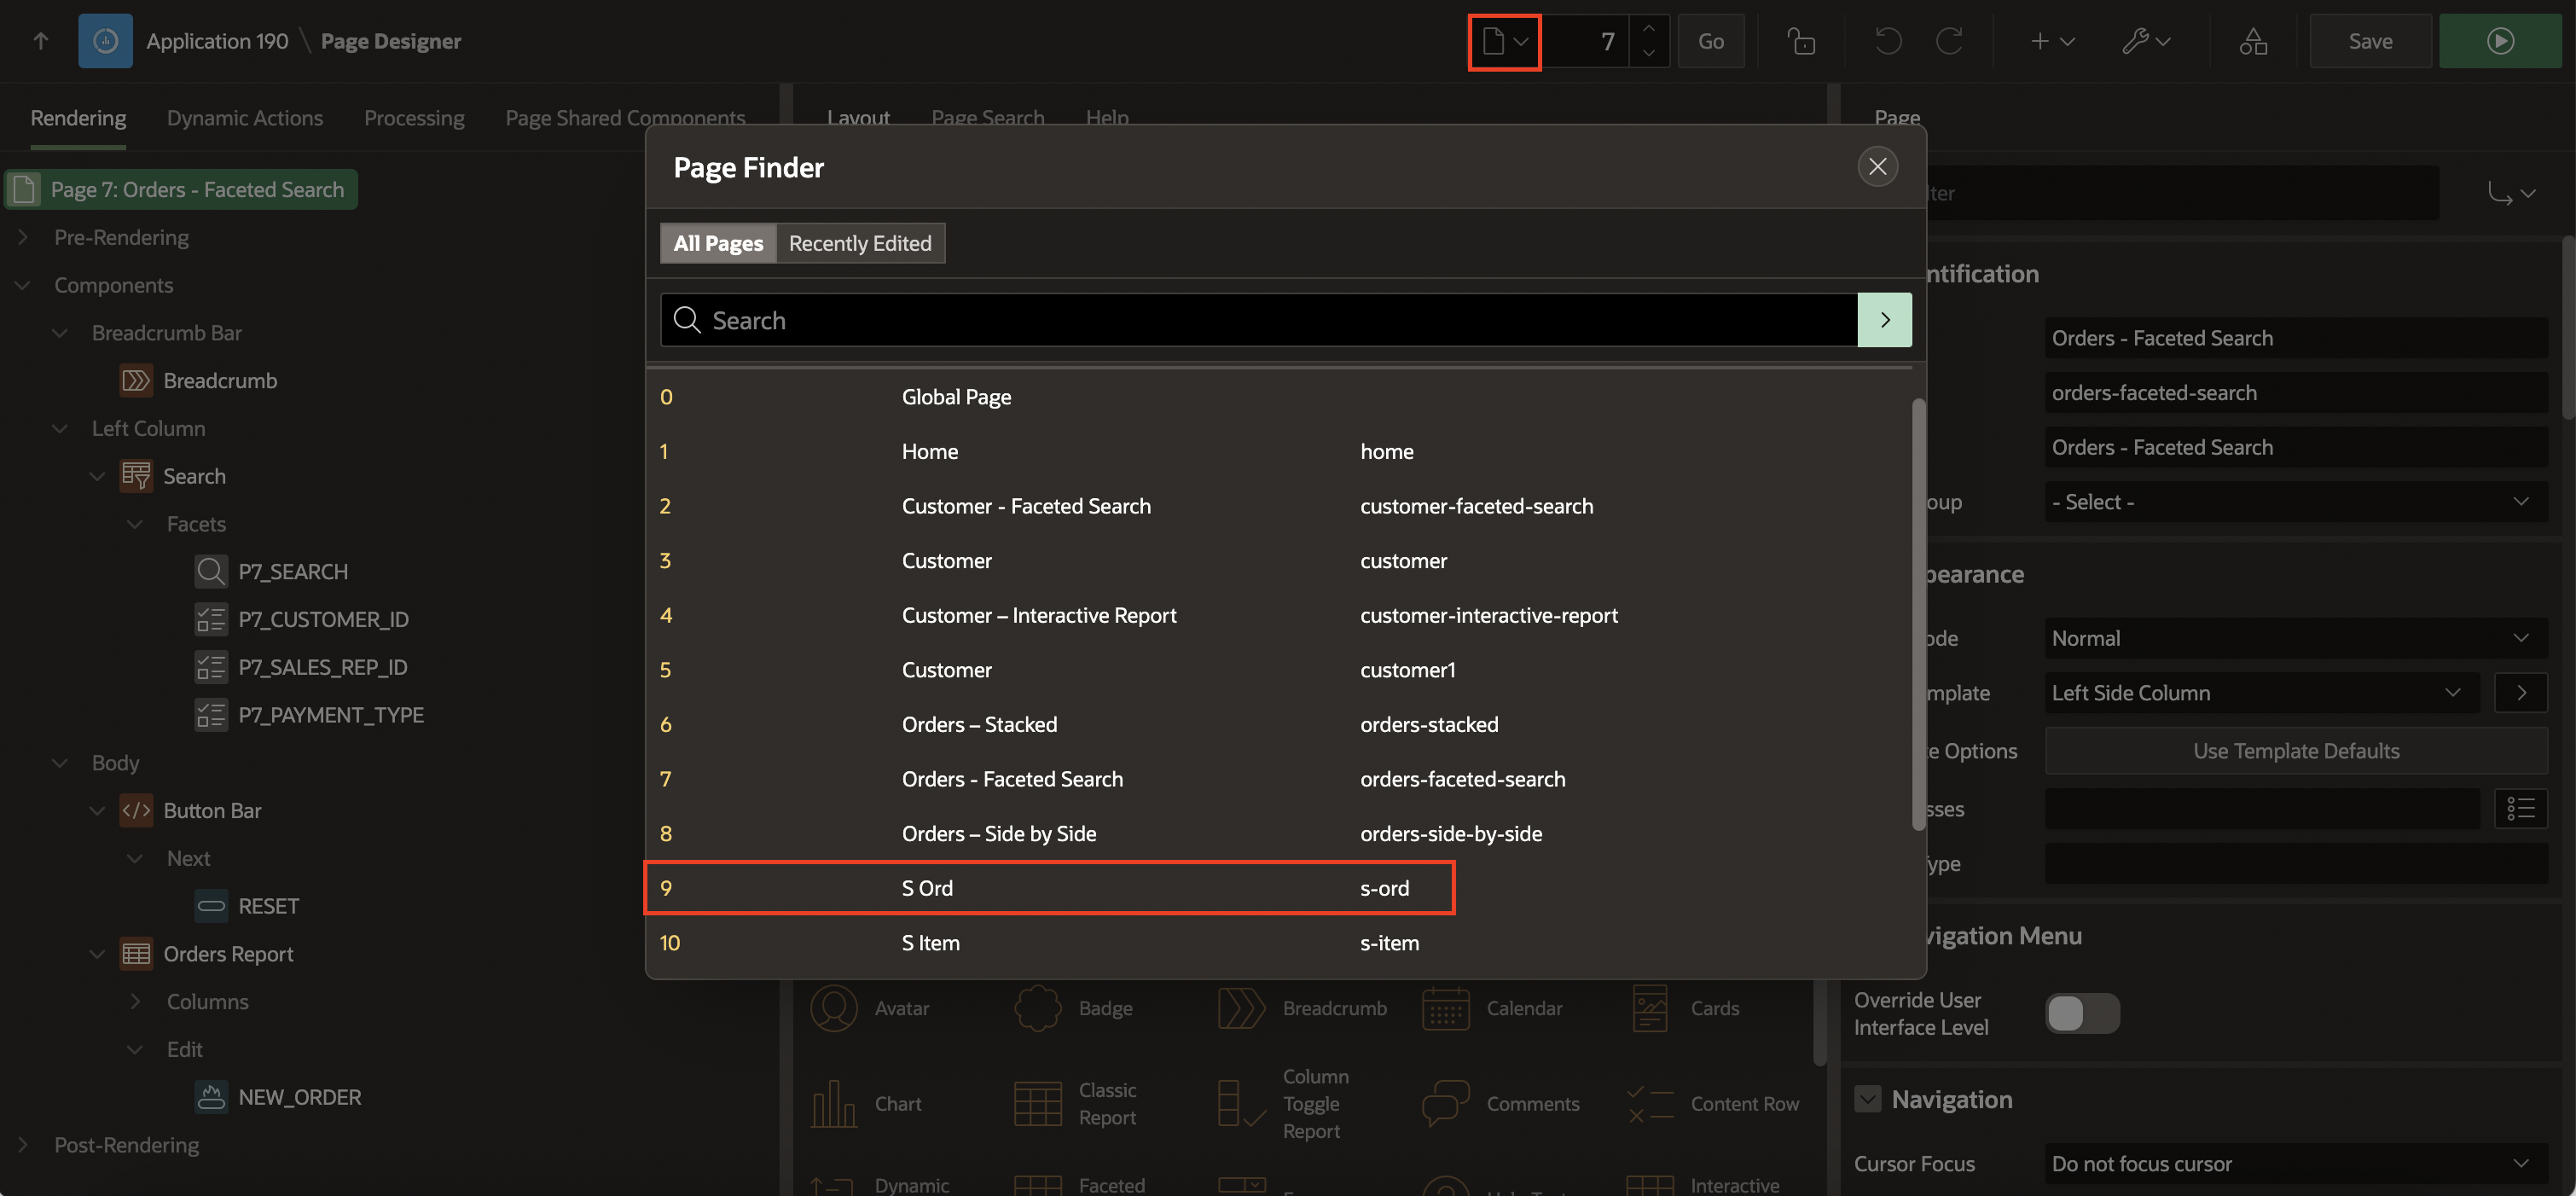 Application 190 \ Page Designer
7
Go
Save
Rendering
Dynamic Actions
Processing
Page Shared Components
Layout
Page Search
Help
Page
Page 7: Orders - Faceted Search
Pre-Rendering
Components
Breadcrumb Bar
Breadcrumb
Left Column
Search
Facets
P7_SEARCH
P7_CUSTOMER_ID
P7_SALES_REP_ID
P7_PAYMENT_TYPE
Body
Button Bar
Next
RESET
Orders Report
Columns
Edit
NEW_ORDER
Post-Rendering
Page Finder
All Pages
Recently Edited
Search
0 Global Page
1 Home home
2 Customer - Faceted Search customer-faceted-search
3 Customer customer
4 Customer – Interactive Report customer-interactive-report
5 Customer customer1
6 Orders – Stacked orders-stacked
7 Orders - Faceted Search orders-faceted-search
8 Orders – Side by Side orders-side-by-side
9 S Ord s-ord
10 S Item s-item
Avatar
Badge
Breadcrumb
Calendar
Cards
Chart
Classic
Report
Column
Toggle
Report
Comments
Content Row
Dynamic
Faceted
Interactive
lter
ntification
Orders - Faceted Search
orders-faceted-search
Orders - Faceted Search
oup - Select -
pearance
ode Normal
mplate Left Side Column
e Options Use Template Defaults
sses
ype
vigation Menu
Override User
Interface Level
Navigation
Cursor Focus Do not focus cursor